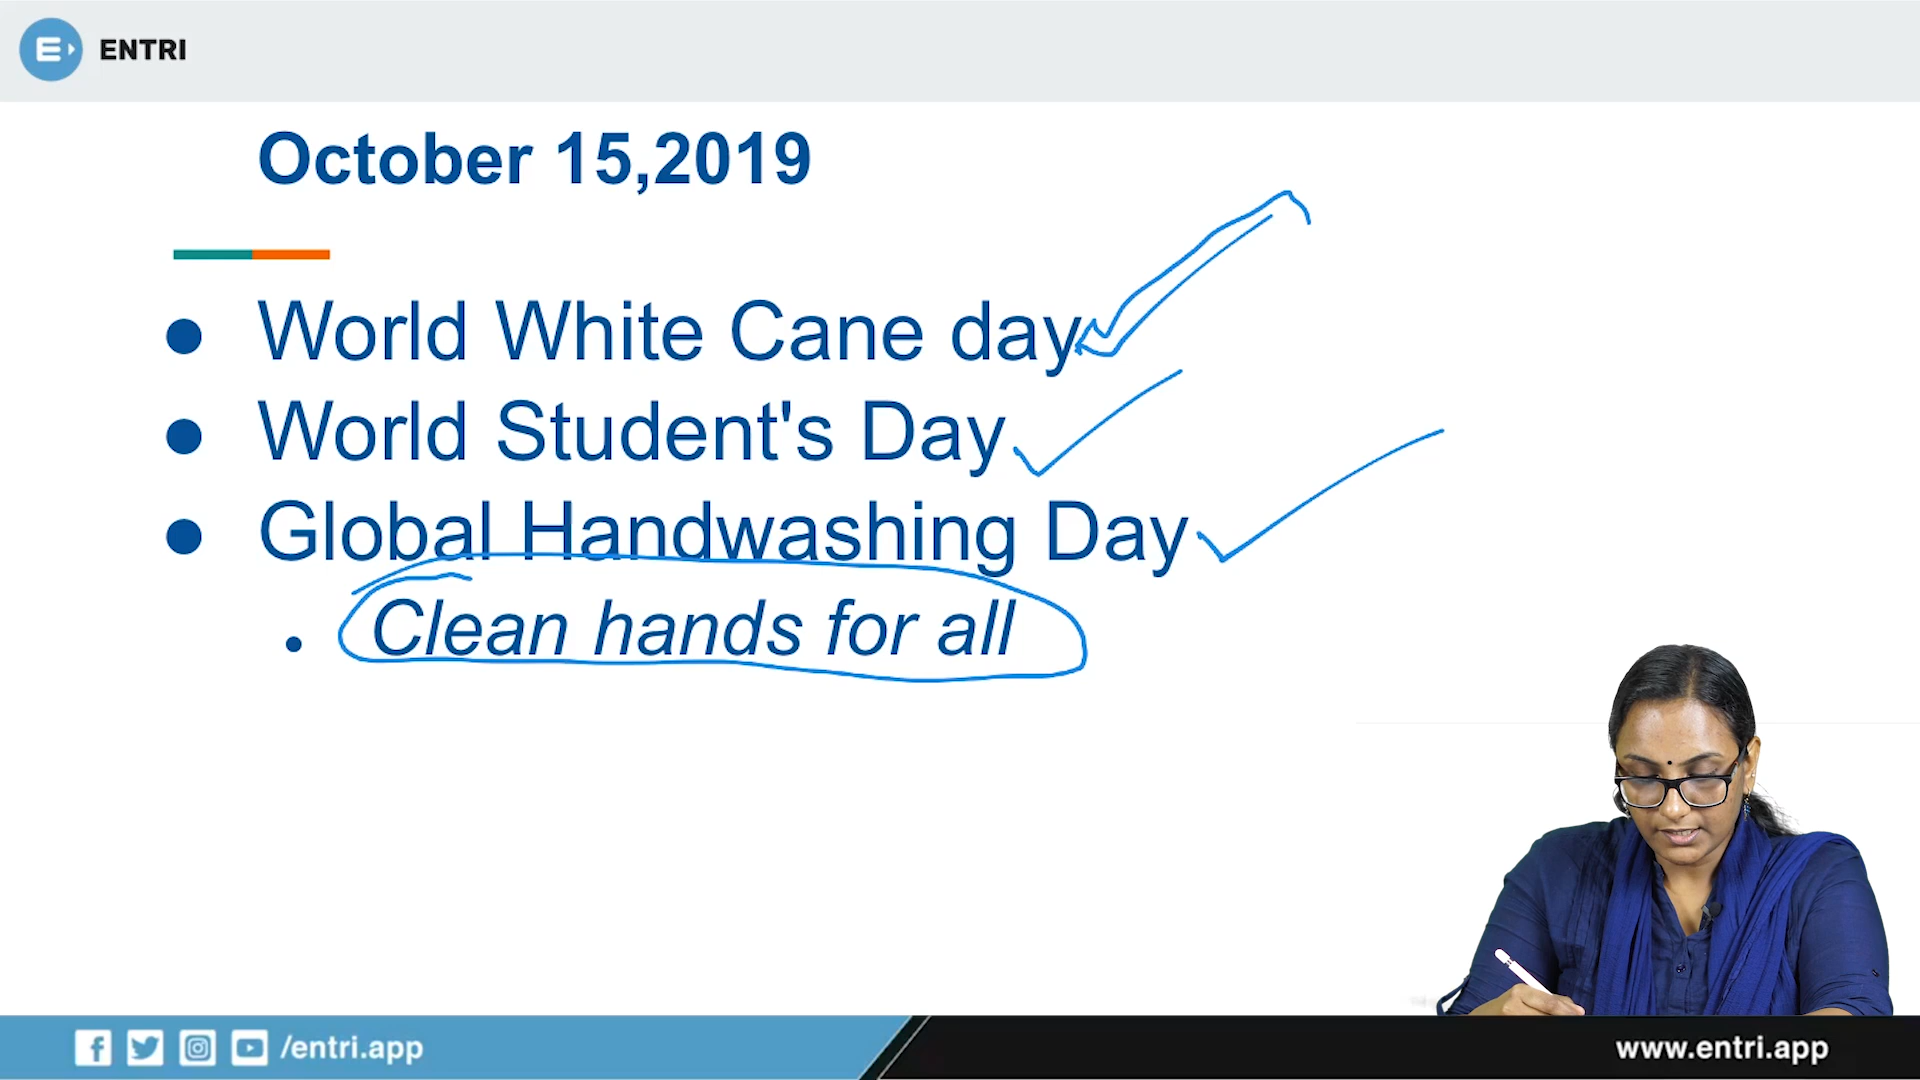 ENTRI
October 15,2019
World White Cane day
World Student's Day
Global Handwashing Day
Clean hands for all
/entri.app
www.entri.app